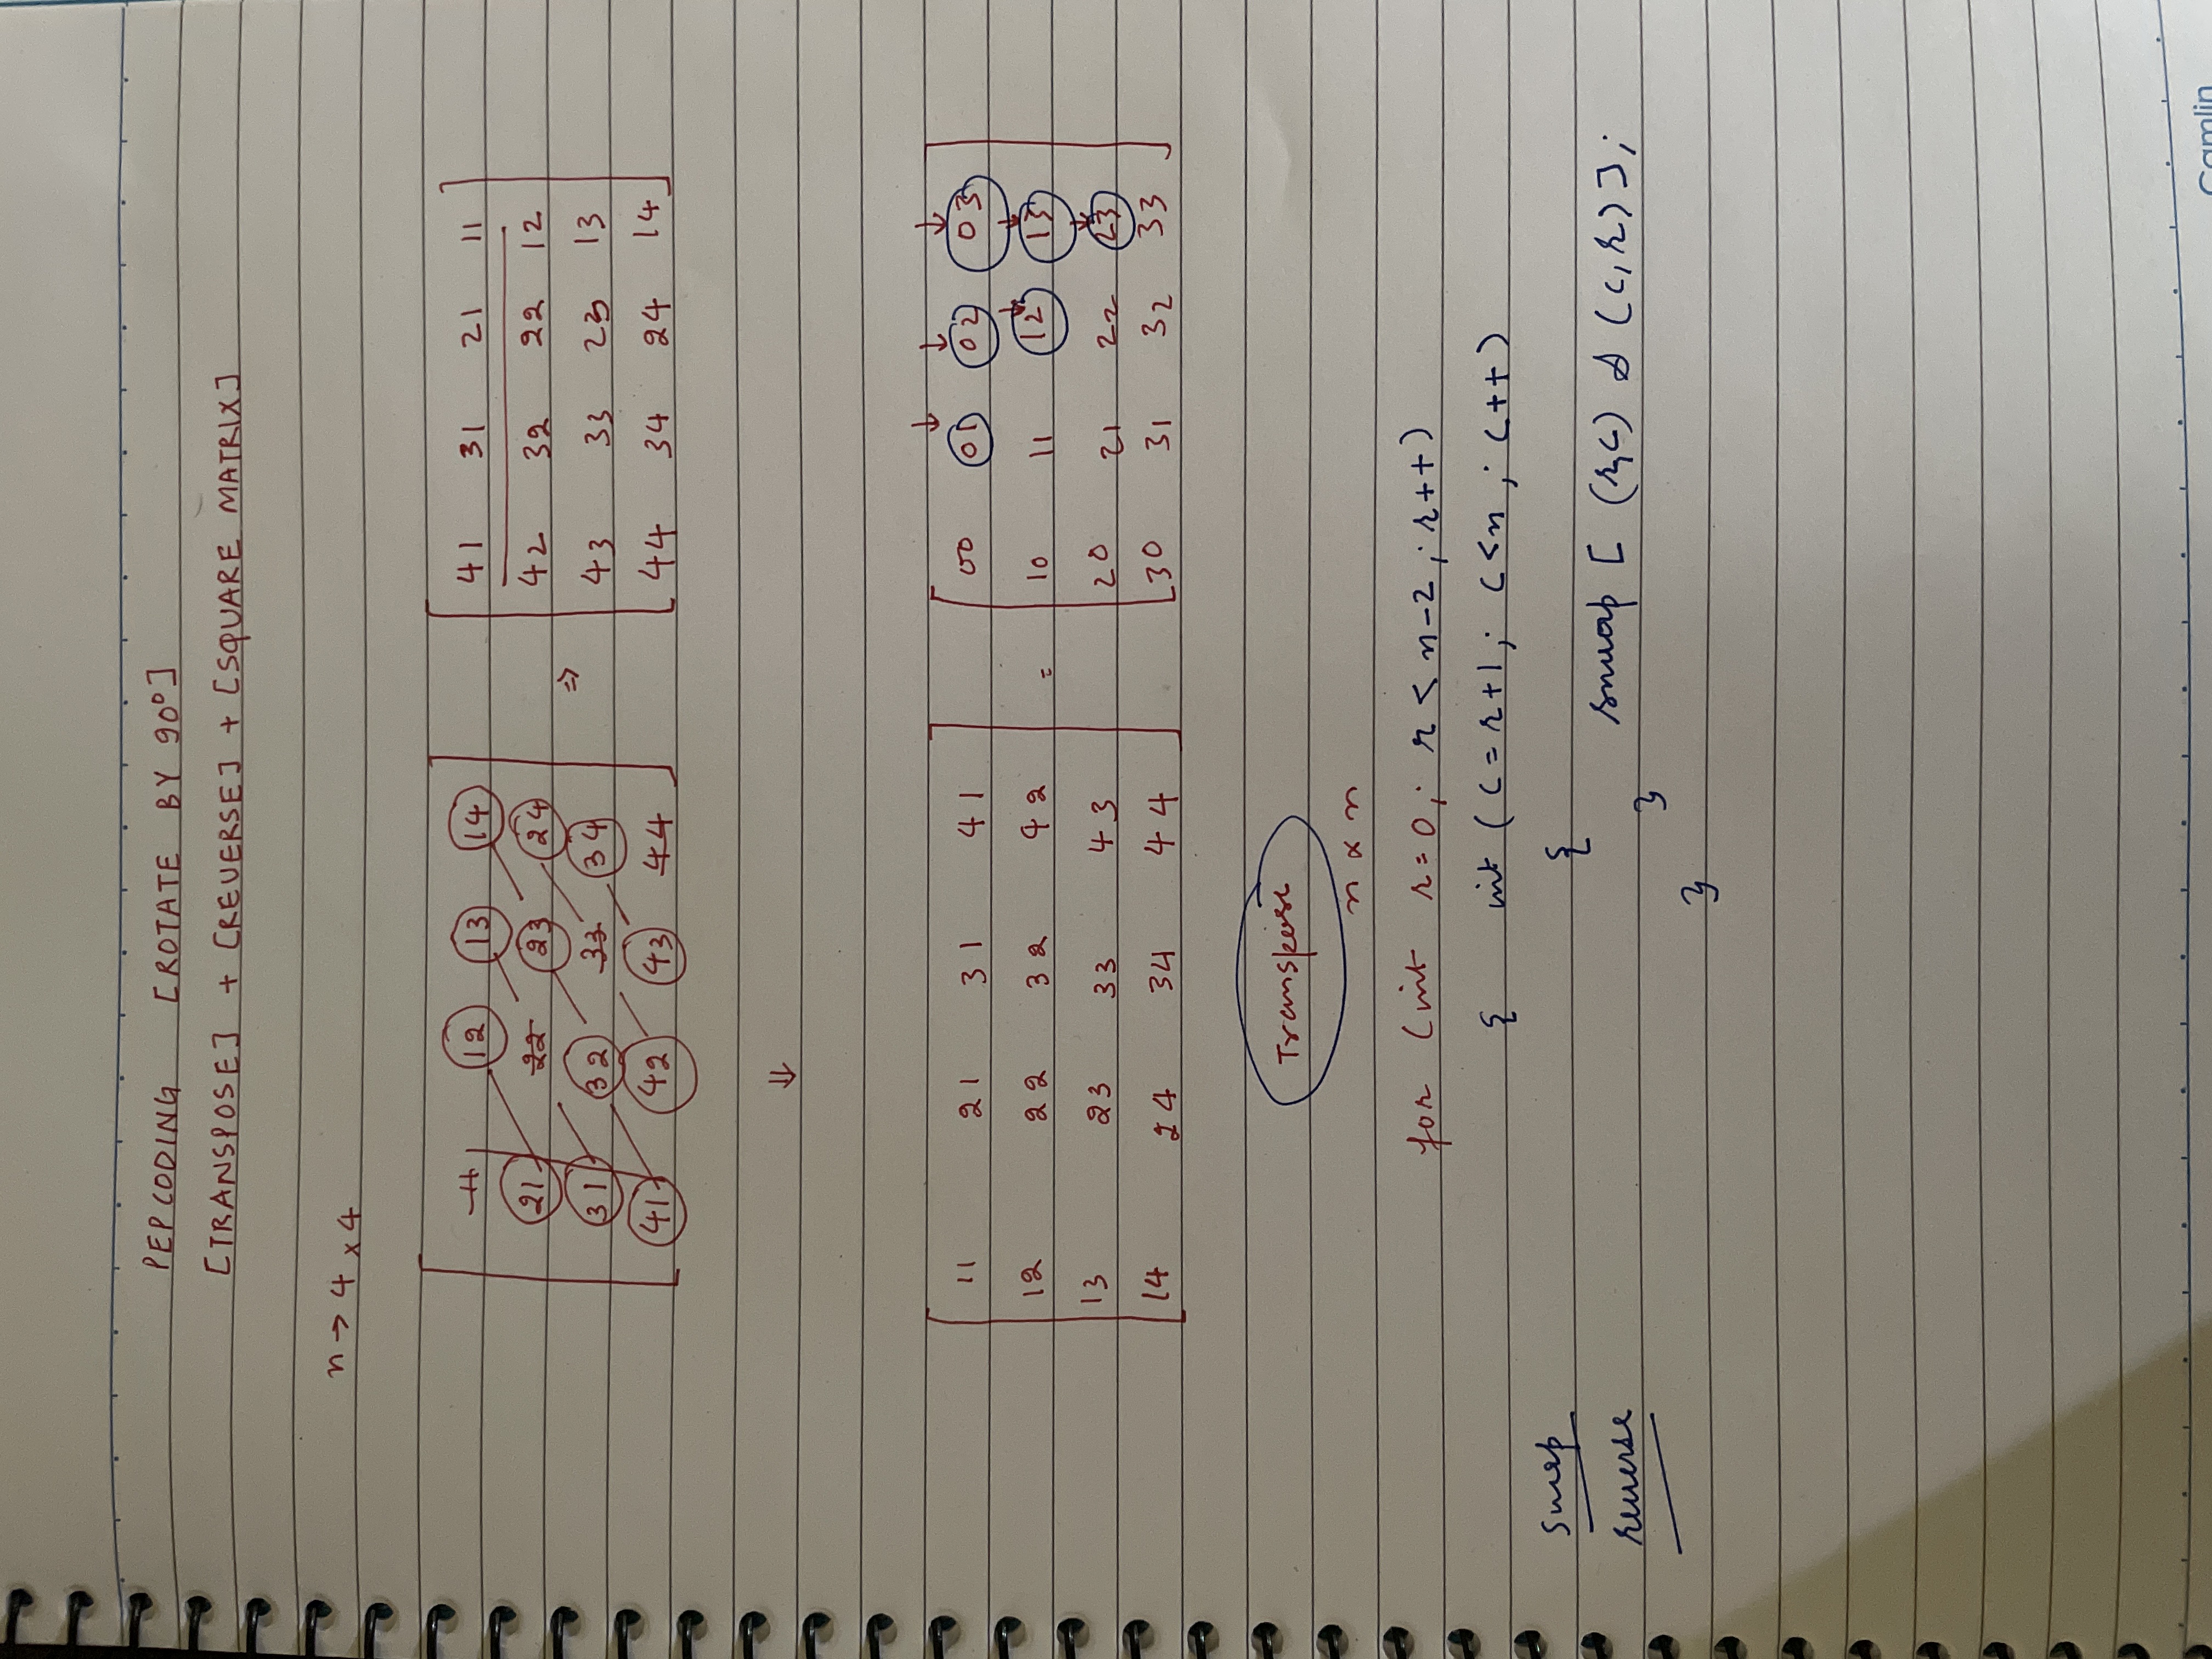 PEPCODING [ROTATE BY 90°]
[TRANSPOSE] + [REVERSE] + [SQUARE MATRIX]
n → 4 × 4
[ 11 12 13 14 ] ⇒ [ 41 31 21 11 ]
[ 21 22 23 24 ] [ 42 32 22 12 ]
[ 31 32 33 34 ] [ 43 33 23 13 ]
[ 41 42 43 44 ] [ 44 34 24 14 ]
⇓
[ 11 21 31 41 ] = [ 00 01 02 03 ]
[ 12 22 32 42 ] [ 10 11 12 13 ]
[ 13 23 33 43 ] [ 20 21 22 23 ]
[ 14 24 34 44 ] [ 30 31 32 33 ]
Transpose
n × n
for (int r=0; r < n-2; r++)
{ int (c=r+1; c<n; c++)
swap {
reverse swap [ (r,c) & (c,r)];
}
}
Camlin